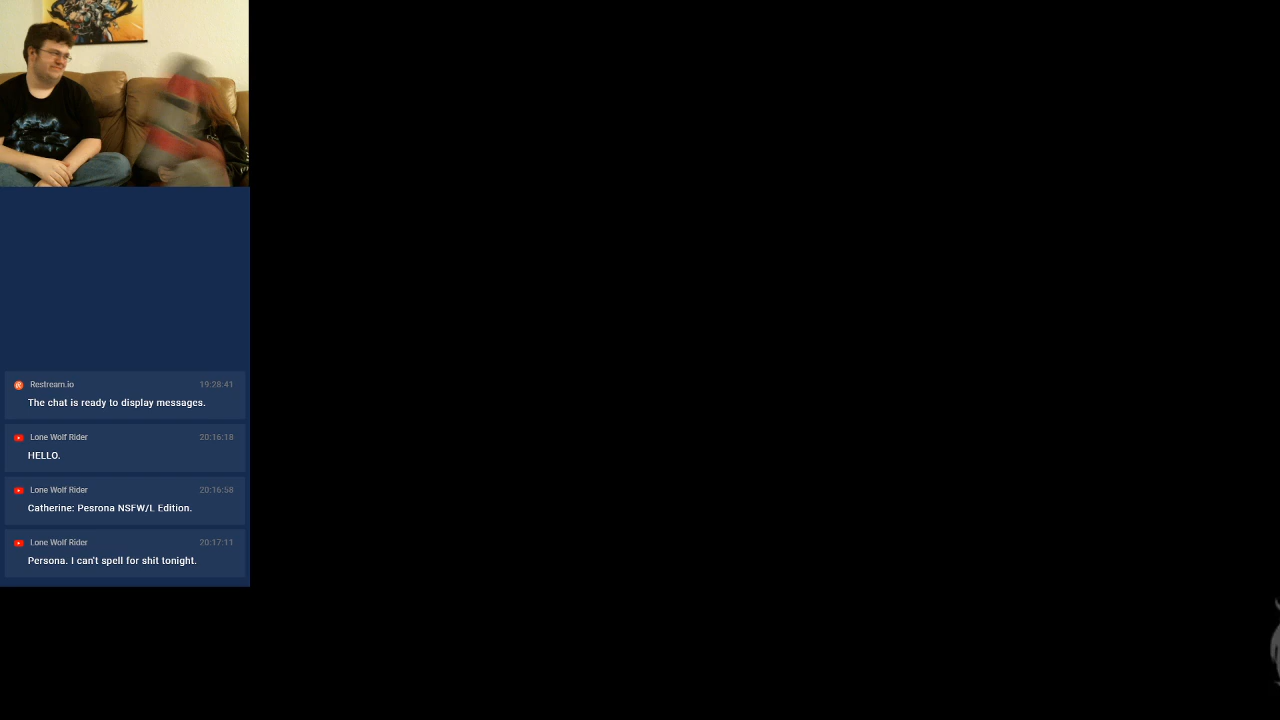 Restream.io 19:28:41
The chat is ready to display messages.
Lone Wolf Rider 20:16:18
HELLO.
Lone Wolf Rider 20:16:58
Catherine: Pesrona NSFW/L Edition.
Lone Wolf Rider 20:17:11
Persona. I can't spell for shit tonight.